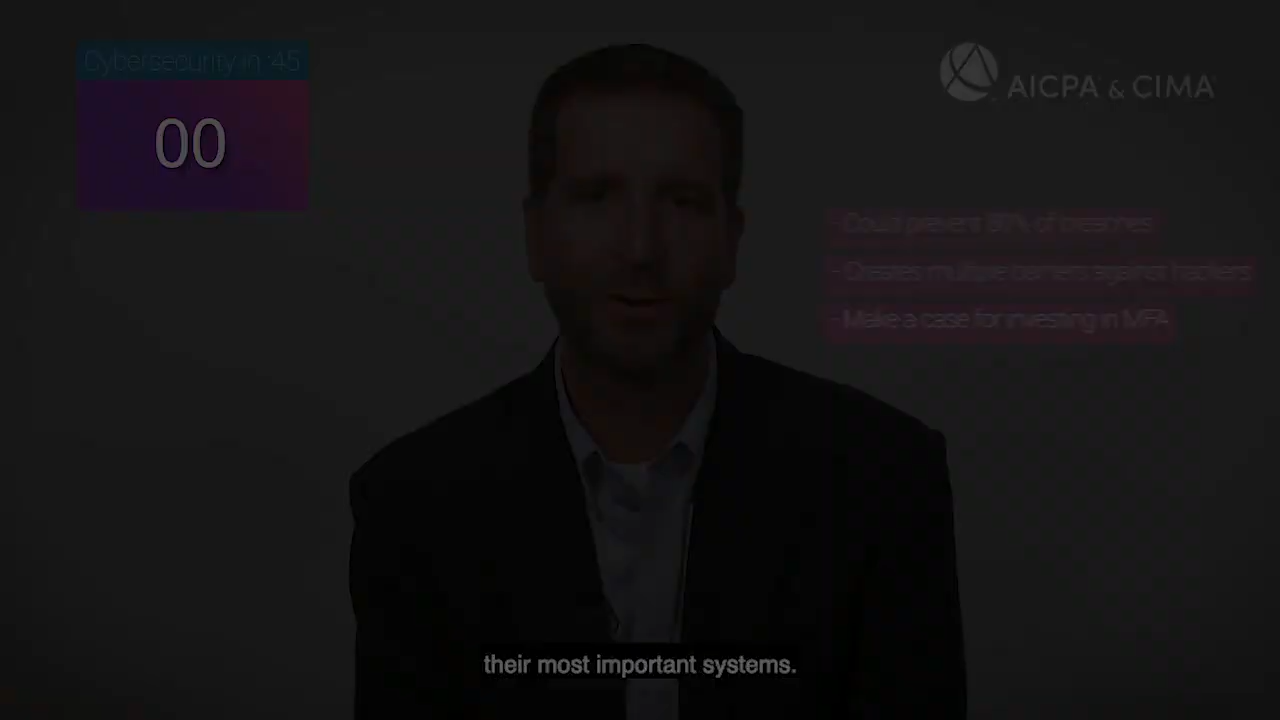 Cybersecurity in :45
00
AICPA & CIMA
- Could prevent % of breaches
- Creates multiple barriers against hackers
- Make a case for investing in MFA
their most important systems.